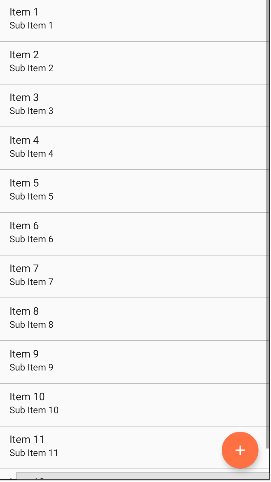 Item 1
Sub Item 1
Item 2
Sub Item 2
Item 3
Sub Item 3
Item 4
Sub Item 4
Item 5
Sub Item 5
Item 6
Sub Item 6
Item 7
Sub Item 7
Item 8
Sub Item 8
Item 9
Sub Item 9
Item 10
Sub Item 10
Item 11
Sub Item 11